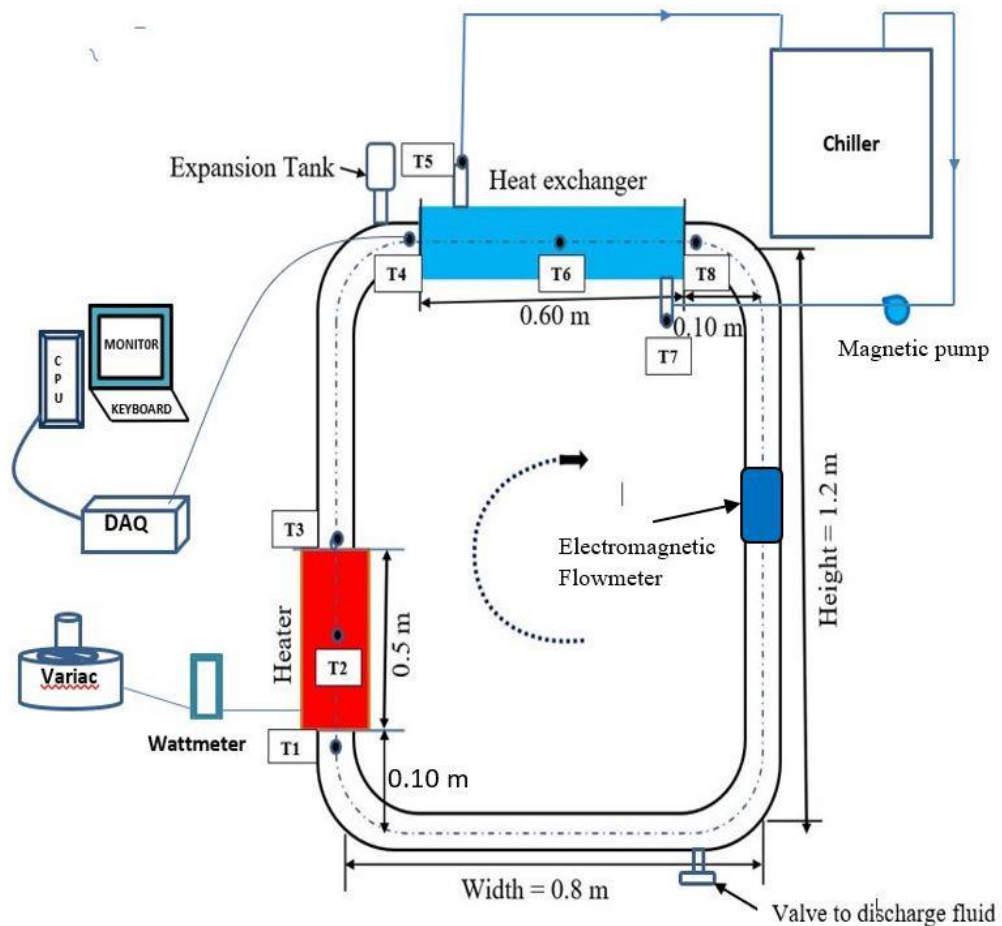 T5
Chiller
Expansion Tank
Heat exchanger
T4
T6
T8
0.60 m
0.10 m
T7
Magnetic pump
MONITOR
CPU
KEYBOARD
DAQ
T3
Electromagnetic
Flowmeter
Height = 1.2 m
Heater
0.5 m
T2
Variac
Wattmeter
T1
0.10 m
Width = 0.8 m
Valve to discharge fluid